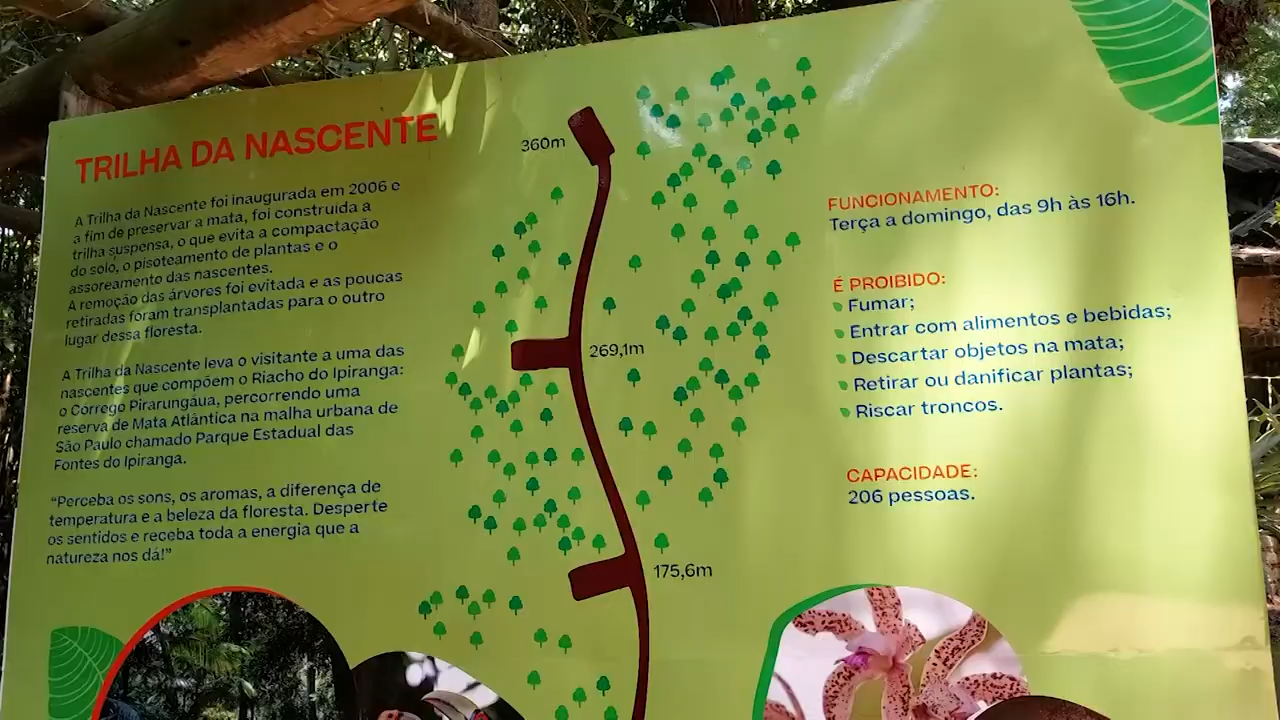 TRILHA DA NASCENTE
A Trilha da Nascente foi inaugurada em 2006 e
a fim de preservar a mata, foi construída a
trilha suspensa, o que evita a compactação
do solo, o pisoteamento de plantas e o
assoreamento das nascentes.
A remoção das árvores foi evitada e as poucas
retiradas foram transplantadas para o outro
lugar dessa floresta.
A Trilha da Nascente leva o visitante a uma das
nascentes que compõem o Riacho do Ipiranga:
o Córrego Pirarungáua, percorrendo uma
reserva de Mata Atlântica na malha urbana de
São Paulo chamado Parque Estadual das
Fontes do Ipiranga.
“Perceba os sons, os aromas, a diferença de
temperatura e a beleza da floresta. Desperte
os sentidos e receba toda a energia que a
natureza nos dá!”
360m
269,1m
175,6m
FUNCIONAMENTO:
Terça a domingo, das 9h às 16h.
É PROIBIDO:
Fumar;
Entrar com alimentos e bebidas;
Descartar objetos na mata;
Retirar ou danificar plantas;
Riscar troncos.
CAPACIDADE:
206 pessoas.